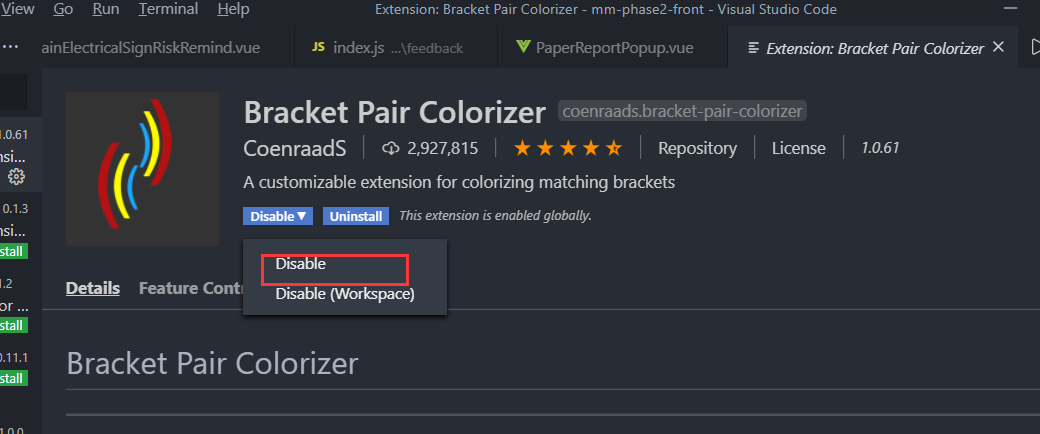 View Go Run Terminal Help Extension: Bracket Pair Colorizer - mm-phase2-front - Visual Studio Code
ainElectricalSignRiskRemind.vue JS index.js ...\feedback PaperReportPopup.vue Extension: Bracket Pair Colorizer
Bracket Pair Colorizer coenraads.bracket-pair-colorizer
CoenraadS 2,927,815 Repository License 1.0.61
A customizable extension for colorizing matching brackets
Disable Uninstall This extension is enabled globally.
Disable
Disable (Workspace)
Details Feature Contr
Bracket Pair Colorizer
1.0.61
nsi...
0.1.3
nsi...
stall
.1.2
or ...
stall
0.11.1
stall
1.0.0